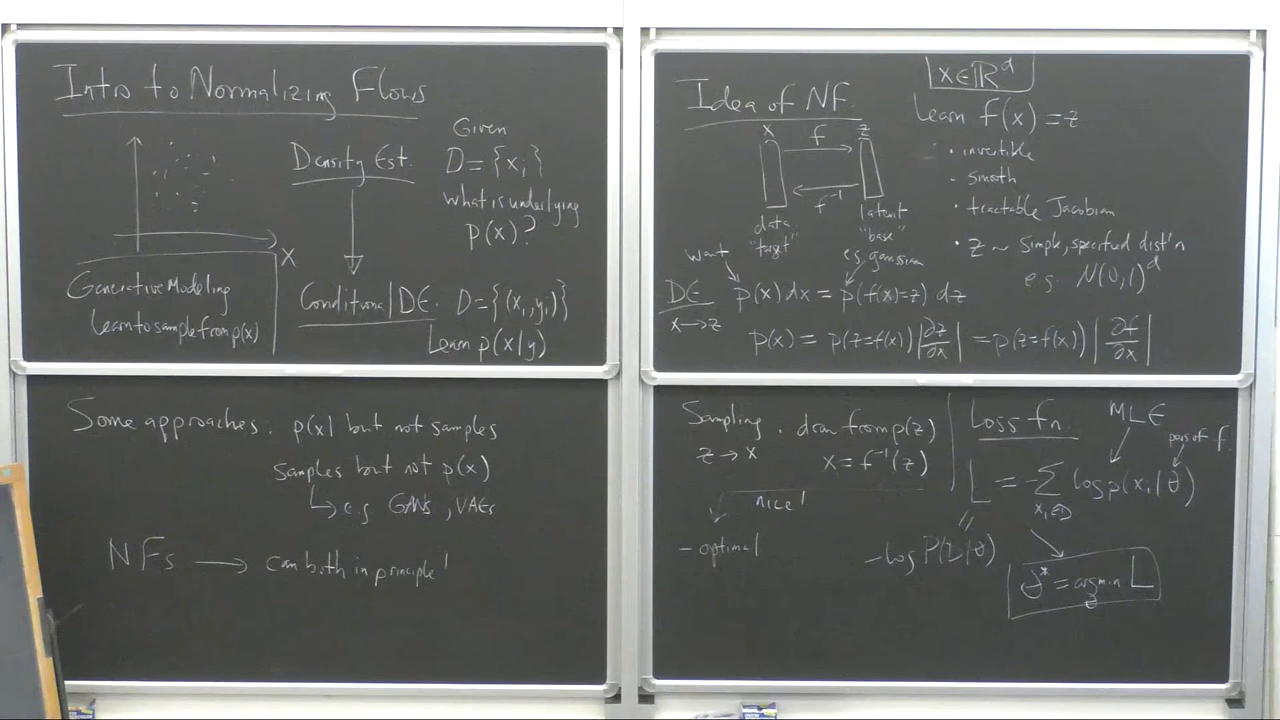 Intro to Normalizing Flows
X
Generative Modeling
Learn to sample from p(x)
Density Est.
Given
D = {x_i}
what is underlying
p(x)?
Conditional DE. D = {(x_i, y_i)}
Learn p(x|y)
Some approaches: p(x) but not samples
samples but not p(x)
↳ e.g GANs, VAEs
NFs → can both in principle!
Idea of NF
x f z
f⁻¹
data
"target"
latent
"base"
e.g. gaussian
want
x∈ℝ^d
Learn f(x) = z
• invertible
• smooth
• tractable Jacobian
• z ~ simple, specified dist'n
e.g. N(0,1)^d
DE p(x) dx = p(f(x)=z) dz
x→z
p(x) = p(z=f(x)) |∂z/∂x| = p(z=f(x)) |∂f/∂x|
Sampling. draw from p(z)
z → x x = f⁻¹(z)
nice!
- optimal
Loss fn. MLE
pars of f.
L = -∑ log p(x_i|θ)
x_i∈D
-log P(D|θ)
θ* = argmin L
θ